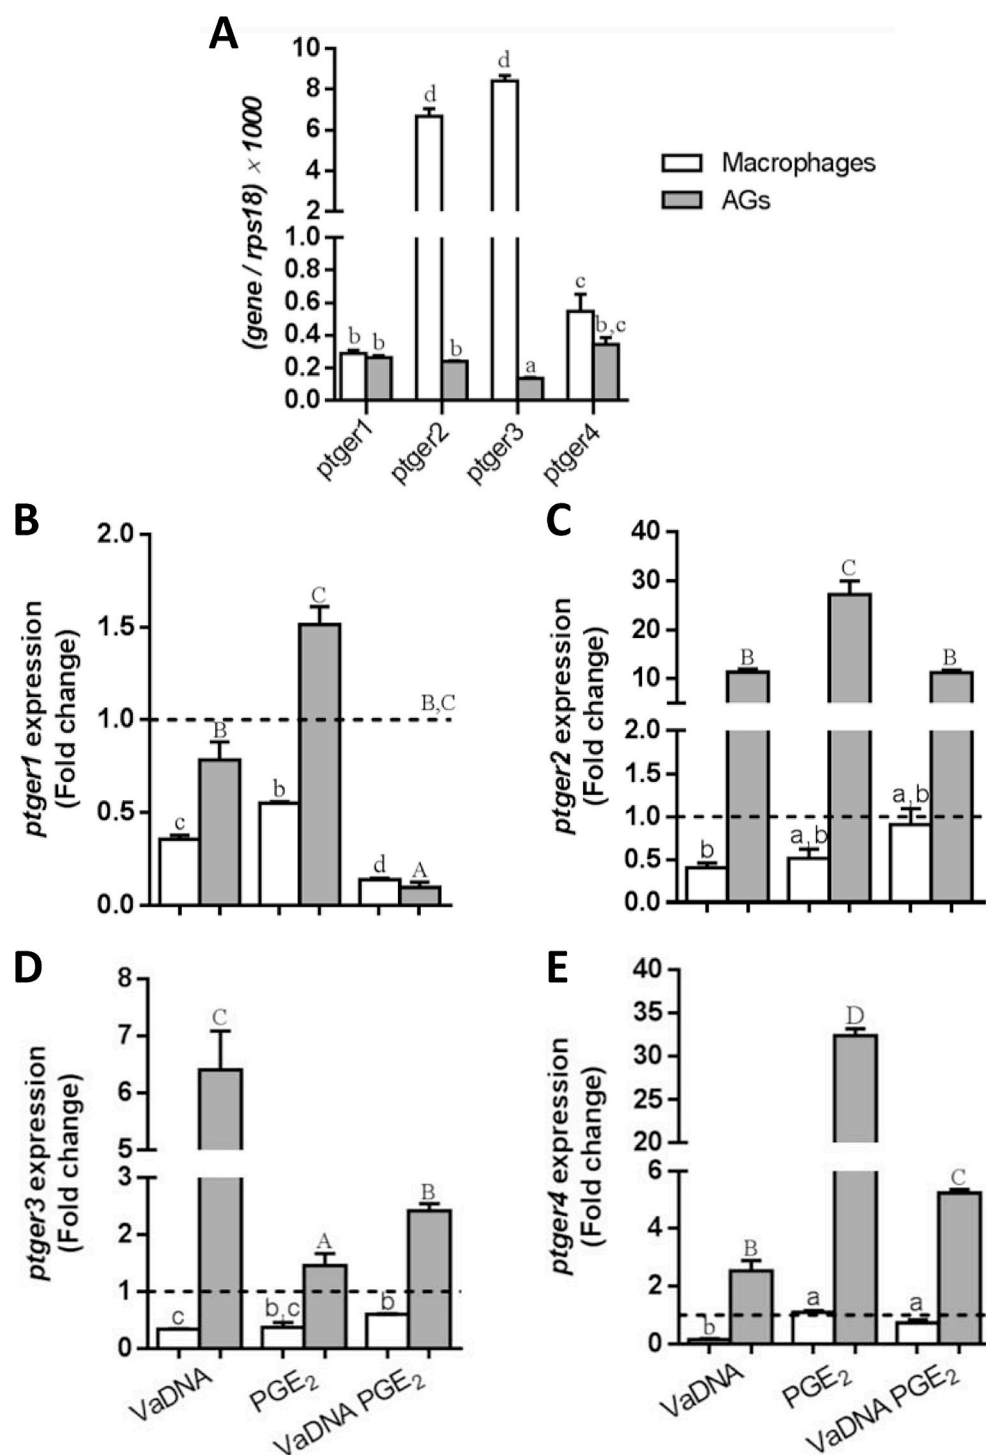 A
(gene / rps18) × 1000
10
8
6
4
2
1.0
0.8
0.6
0.4
0.2
0.0
b b d b d a c b,c
ptger1 ptger2 ptger3 ptger4
Macrophages
AGs
B
ptger1 expression
(Fold change)
2.0
1.5
1.0
0.5
0.0
c B b C d A
B,C
C
ptger2 expression
(Fold change)
40
30
20
10
2.0
1.5
1.0
0.5
0.0
b B a,b C a,b B
D
ptger3 expression
(Fold change)
8
7
6
5
3
2
1
0
c C b,c A b B
VaDNA PGE₂ VaDNA PGE₂
E
ptger4 expression
(Fold change)
40
35
30
25
20
6
4
2
0
b B a D a C
VaDNA PGE₂ VaDNA PGE₂